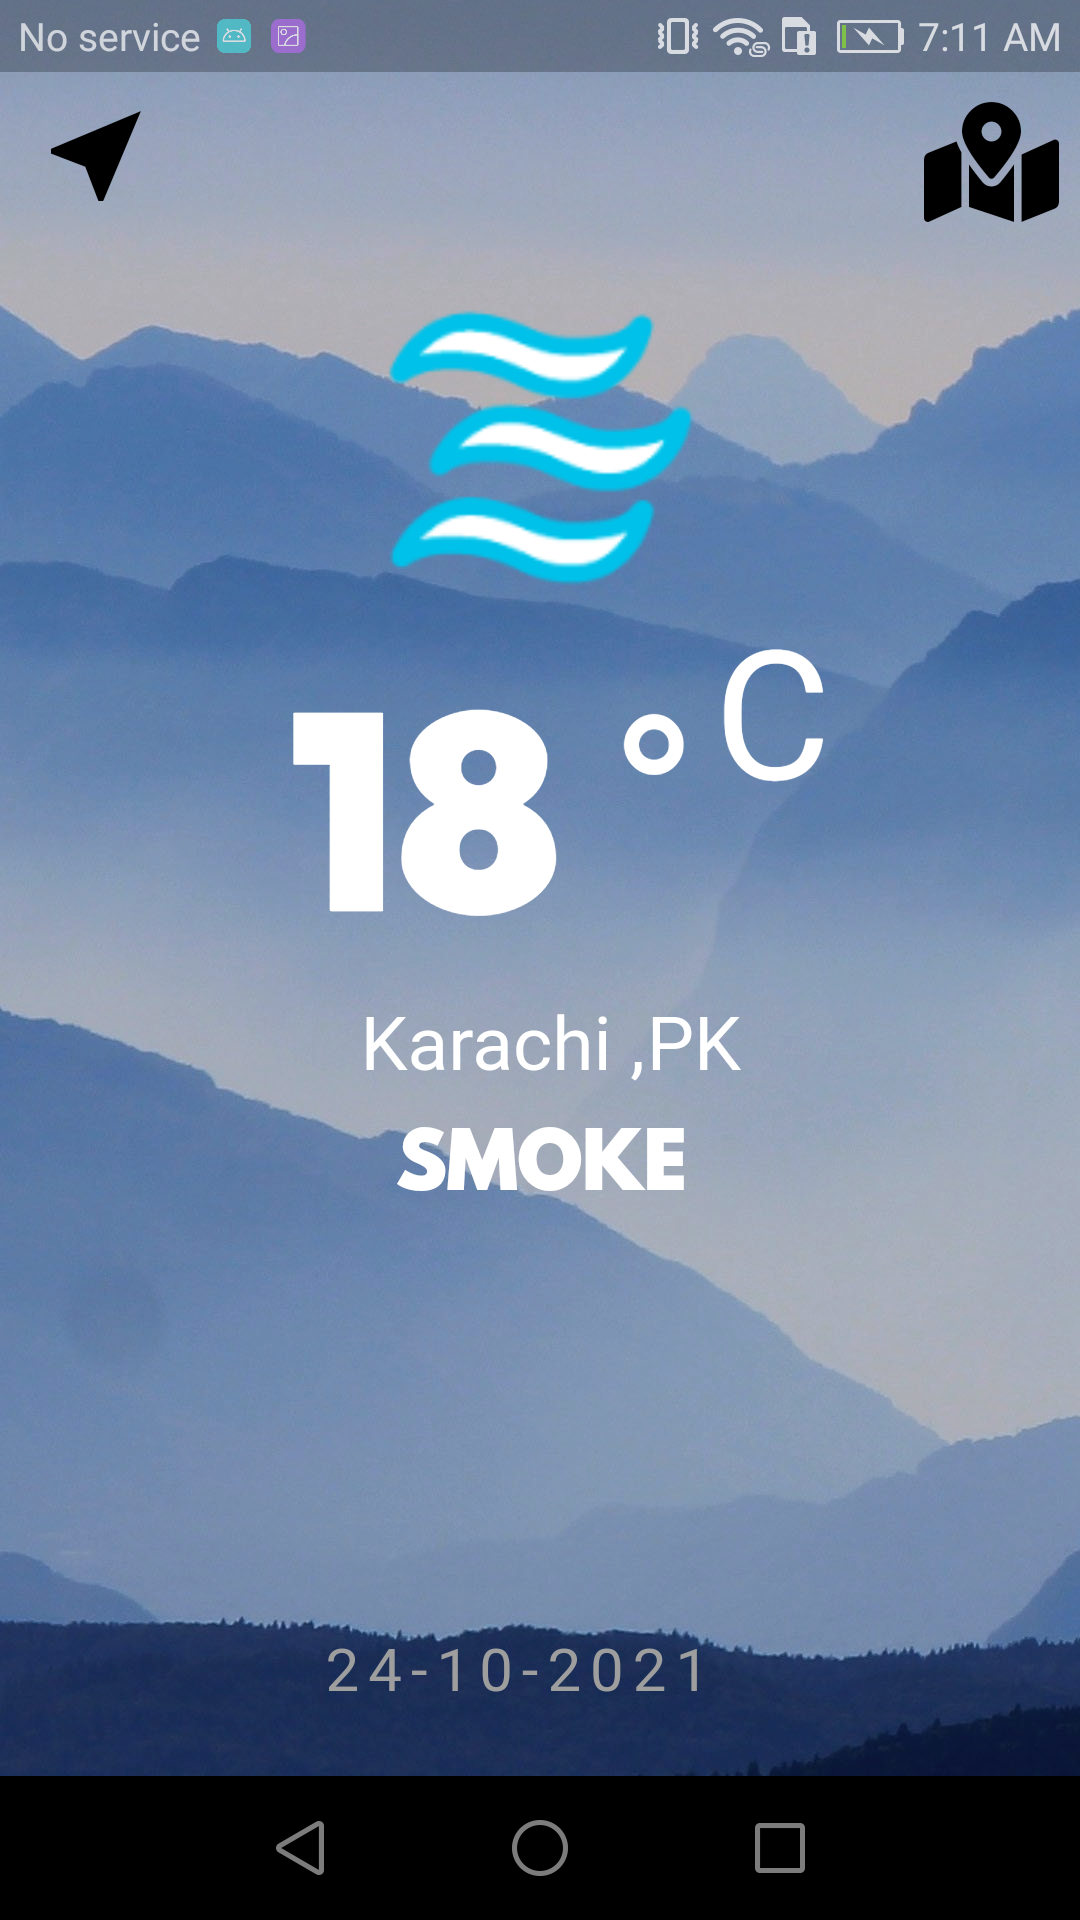 No service 7:11 AM
18 °C
Karachi ,PK
SMOKE
24-10-2021